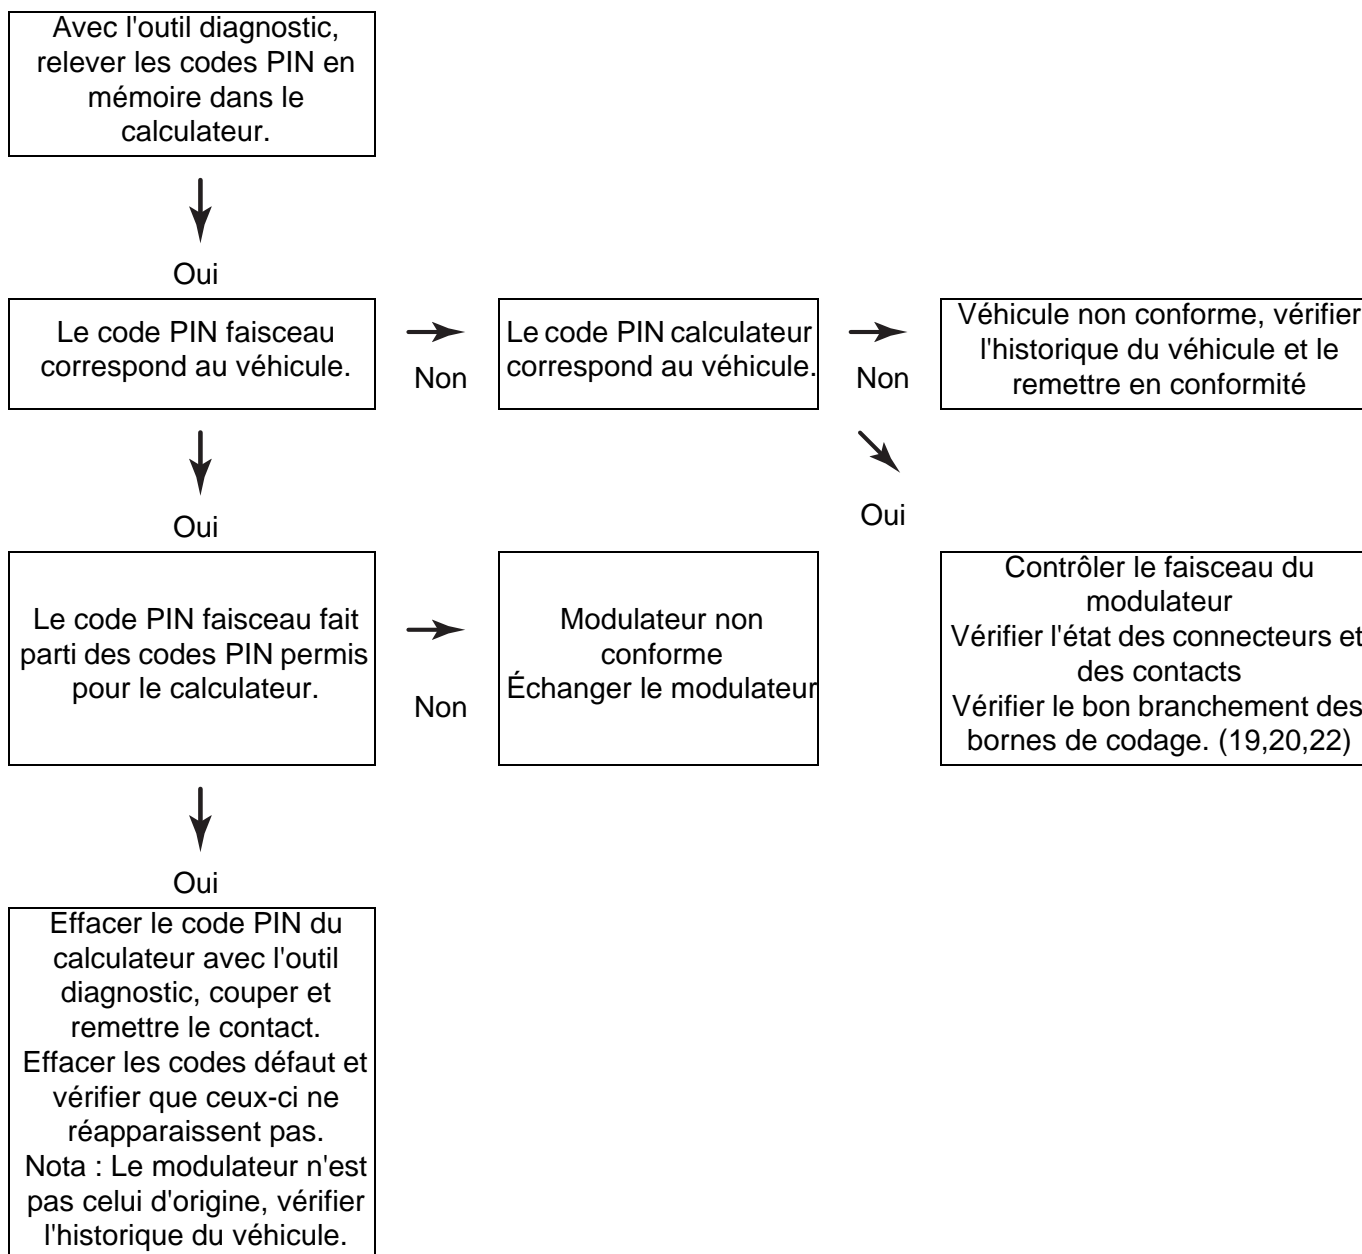 Avec l'outil diagnostic,
relever les codes PIN en
mémoire dans le
calculateur.
Oui
Le code PIN faisceau
correspond au véhicule.
Non
Le code PIN calculateur
correspond au véhicule.
Non
Véhicule non conforme, vérifier
l'historique du véhicule et le
remettre en conformité
Oui
Oui
Le code PIN faisceau fait
parti des codes PIN permis
pour le calculateur.
Non
Modulateur non
conforme
Échanger le modulateur
Contrôler le faisceau du
modulateur
Vérifier l'état des connecteurs et
des contacts
Vérifier le bon branchement des
bornes de codage. (19,20,22)
Oui
Effacer le code PIN du
calculateur avec l'outil
diagnostic, couper et
remettre le contact.
Effacer les codes défaut et
vérifier que ceux-ci ne
réapparaissent pas.
Nota : Le modulateur n'est
pas celui d'origine, vérifier
l'historique du véhicule.